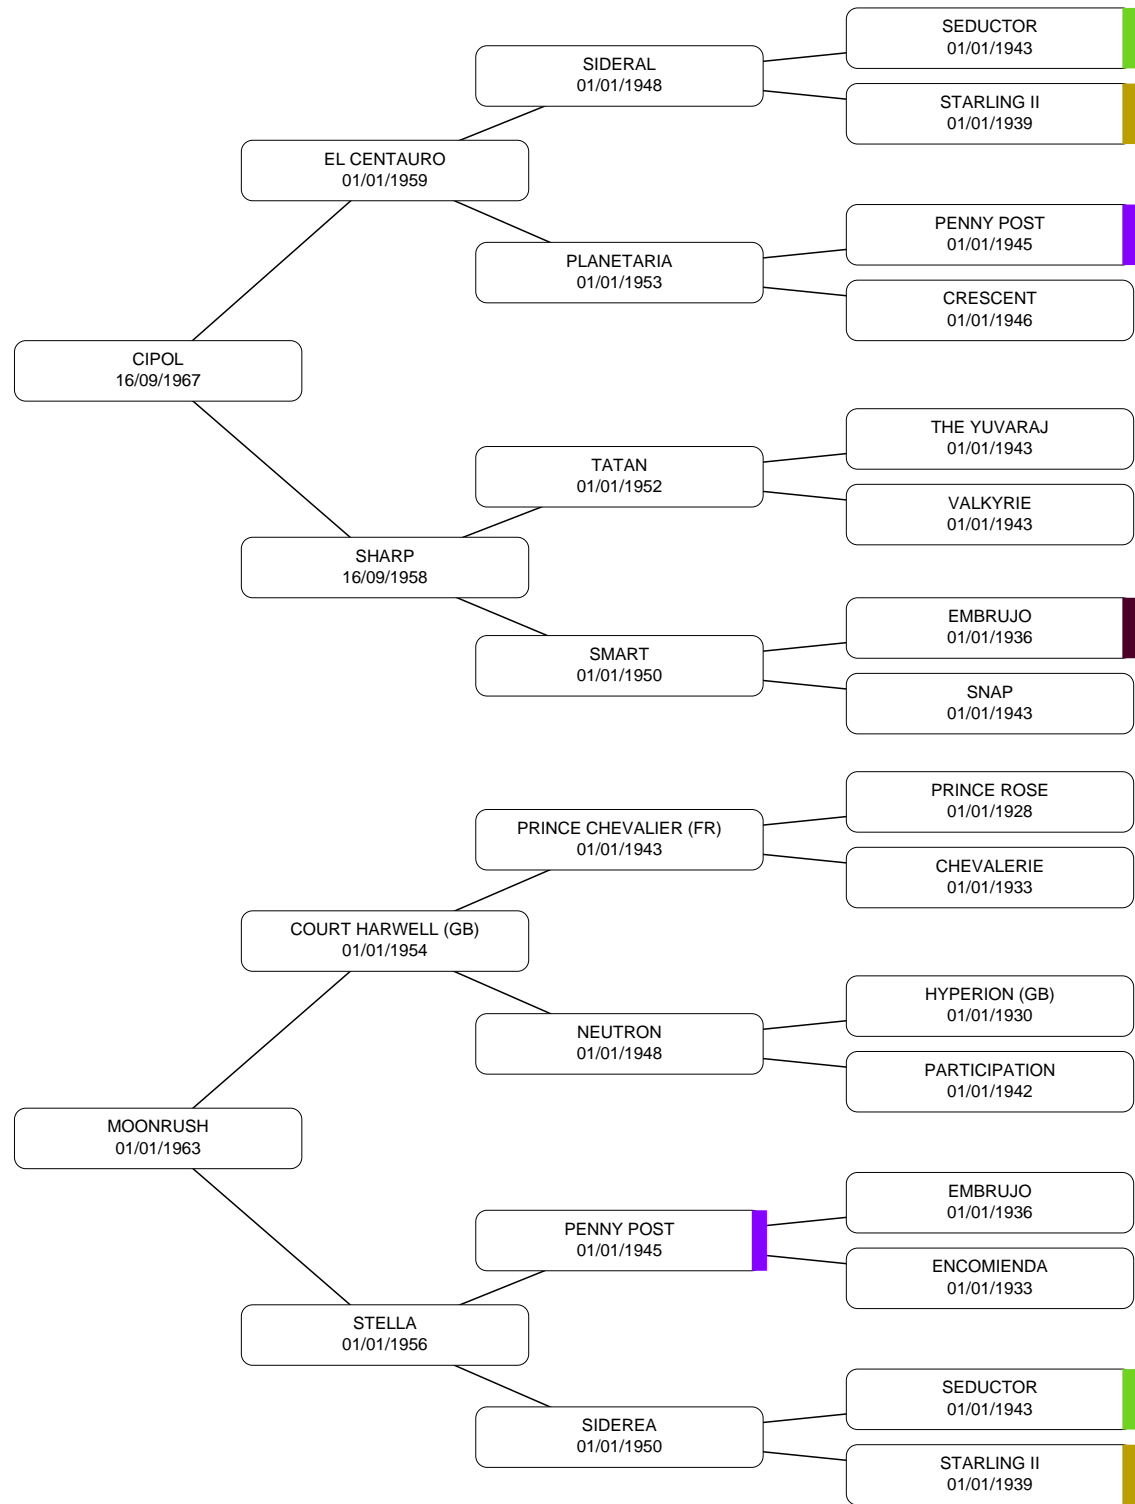 SEDUCTOR
01/01/1943
SIDERAL
01/01/1948
STARLING II
01/01/1939
EL CENTAURO
01/01/1959
PENNY POST
01/01/1945
PLANETARIA
01/01/1953
CRESCENT
01/01/1946
CIPOL
16/09/1967
THE YUVARAJ
01/01/1943
TATAN
01/01/1952
VALKYRIE
01/01/1943
SHARP
16/09/1958
EMBRUJO
01/01/1936
SMART
01/01/1950
SNAP
01/01/1943
PRINCE ROSE
01/01/1928
PRINCE CHEVALIER (FR)
01/01/1943
CHEVALERIE
01/01/1933
COURT HARWELL (GB)
01/01/1954
HYPERION (GB)
01/01/1930
NEUTRON
01/01/1948
PARTICIPATION
01/01/1942
MOONRUSH
01/01/1963
EMBRUJO
01/01/1936
PENNY POST
01/01/1945
ENCOMIENDA
01/01/1933
STELLA
01/01/1956
SEDUCTOR
01/01/1943
SIDEREA
01/01/1950
STARLING II
01/01/1939